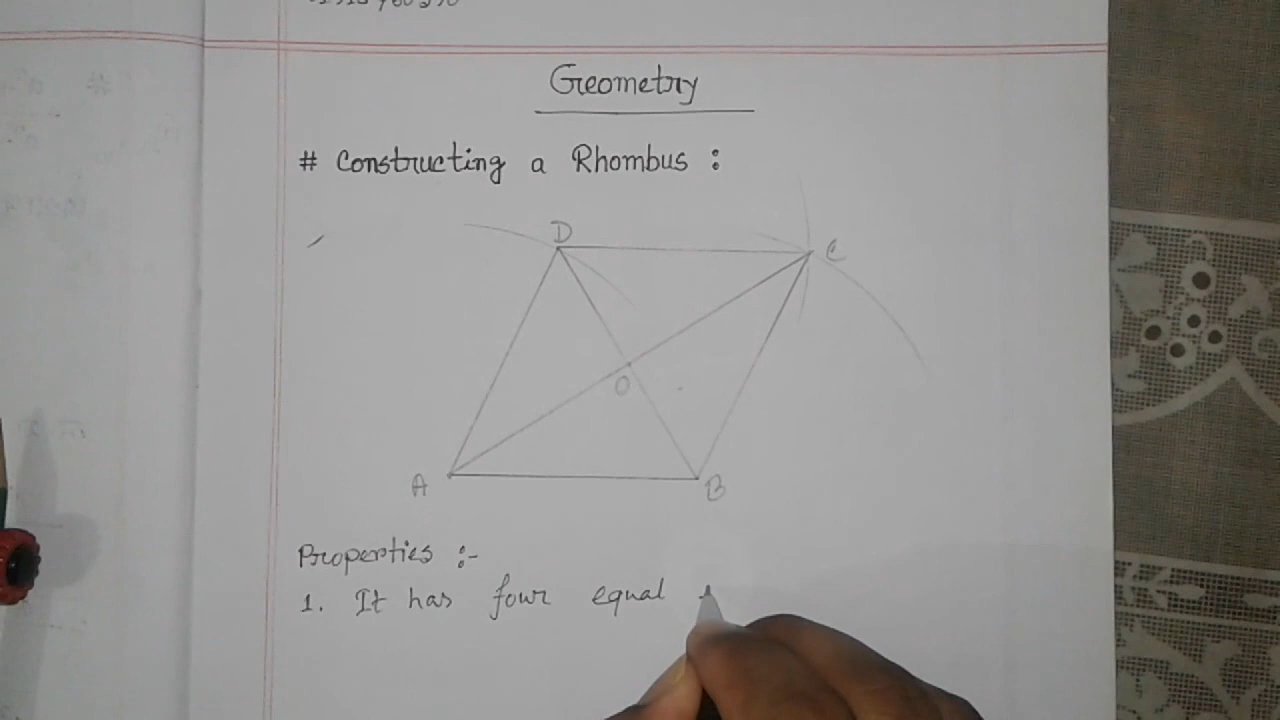 Geometry
# Constructing a Rhombus :
D
C
O
A
B
Properties :-
1. It has four equal